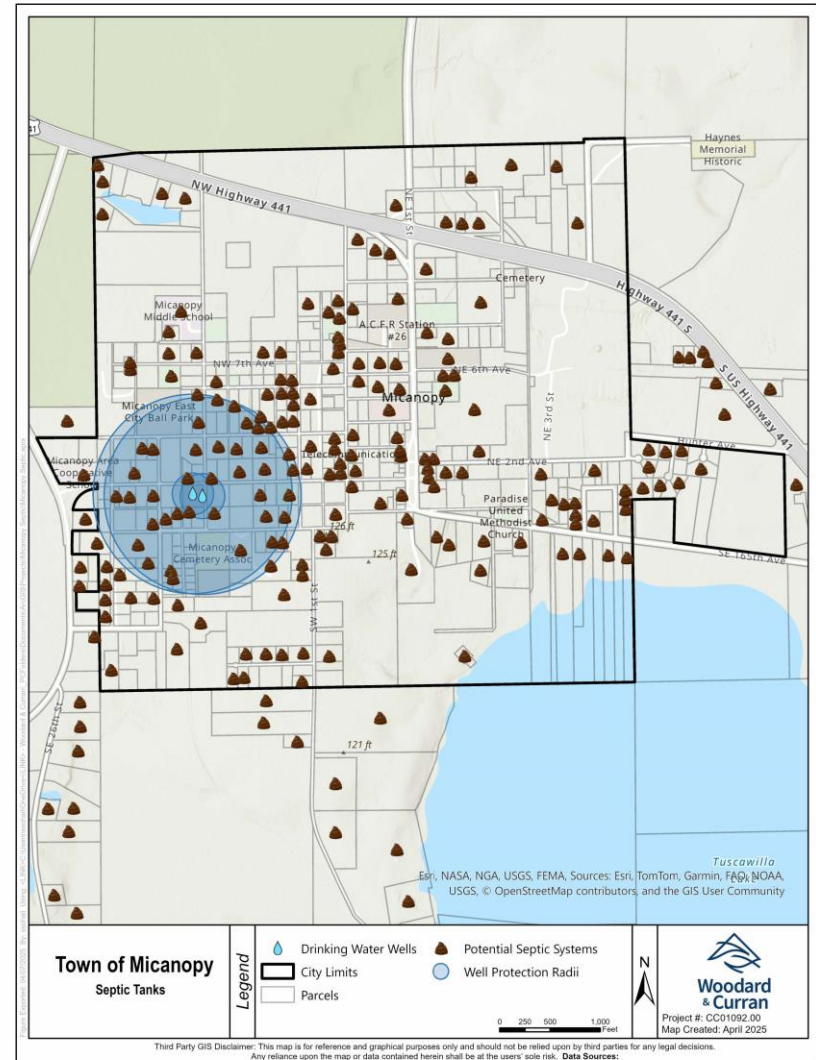 41
NW Highway 441
NE 1st St
Haynes
Memorial
Historic
Cemetery
Highway 441 S
S US Highway 441
Micanopy
Middle School
A.C.F.R Station
#26
NW 7th Ave
NE 6th Ave
Micanopy
NE 3rd St
Micanopy East
City Ball Park
Hunter Ave
Micanopy Area
Cooperative
School
Telecommunication
NE 2nd Ave
Paradise
United
Methodist
Church
126 ft
125 ft
Micanopy
Cemetery Assoc
SE 165th Ave
SW 1st St
SE 26th St
121 ft
Tuscawilla
Lake
Esri, NASA, NGA, USGS, FEMA, Sources: Esri, TomTom, Garmin, FAO, NOAA,
USGS, © OpenStreetMap contributors, and the GIS User Community
Town of Micanopy
Septic Tanks
Legend
Drinking Water Wells
Potential Septic Systems
City Limits
Well Protection Radii
Parcels
N
0 250 500 1,000
Feet
Woodard
& Curran
Project #: CC01092.00
Map Created: April 2025
Third Party GIS Disclaimer: This map is for reference and graphical purposes only and should not be relied upon by third parties for any legal decisions.
Any reliance upon the map or data contained herein shall be at the users' sole risk. Data Sources: